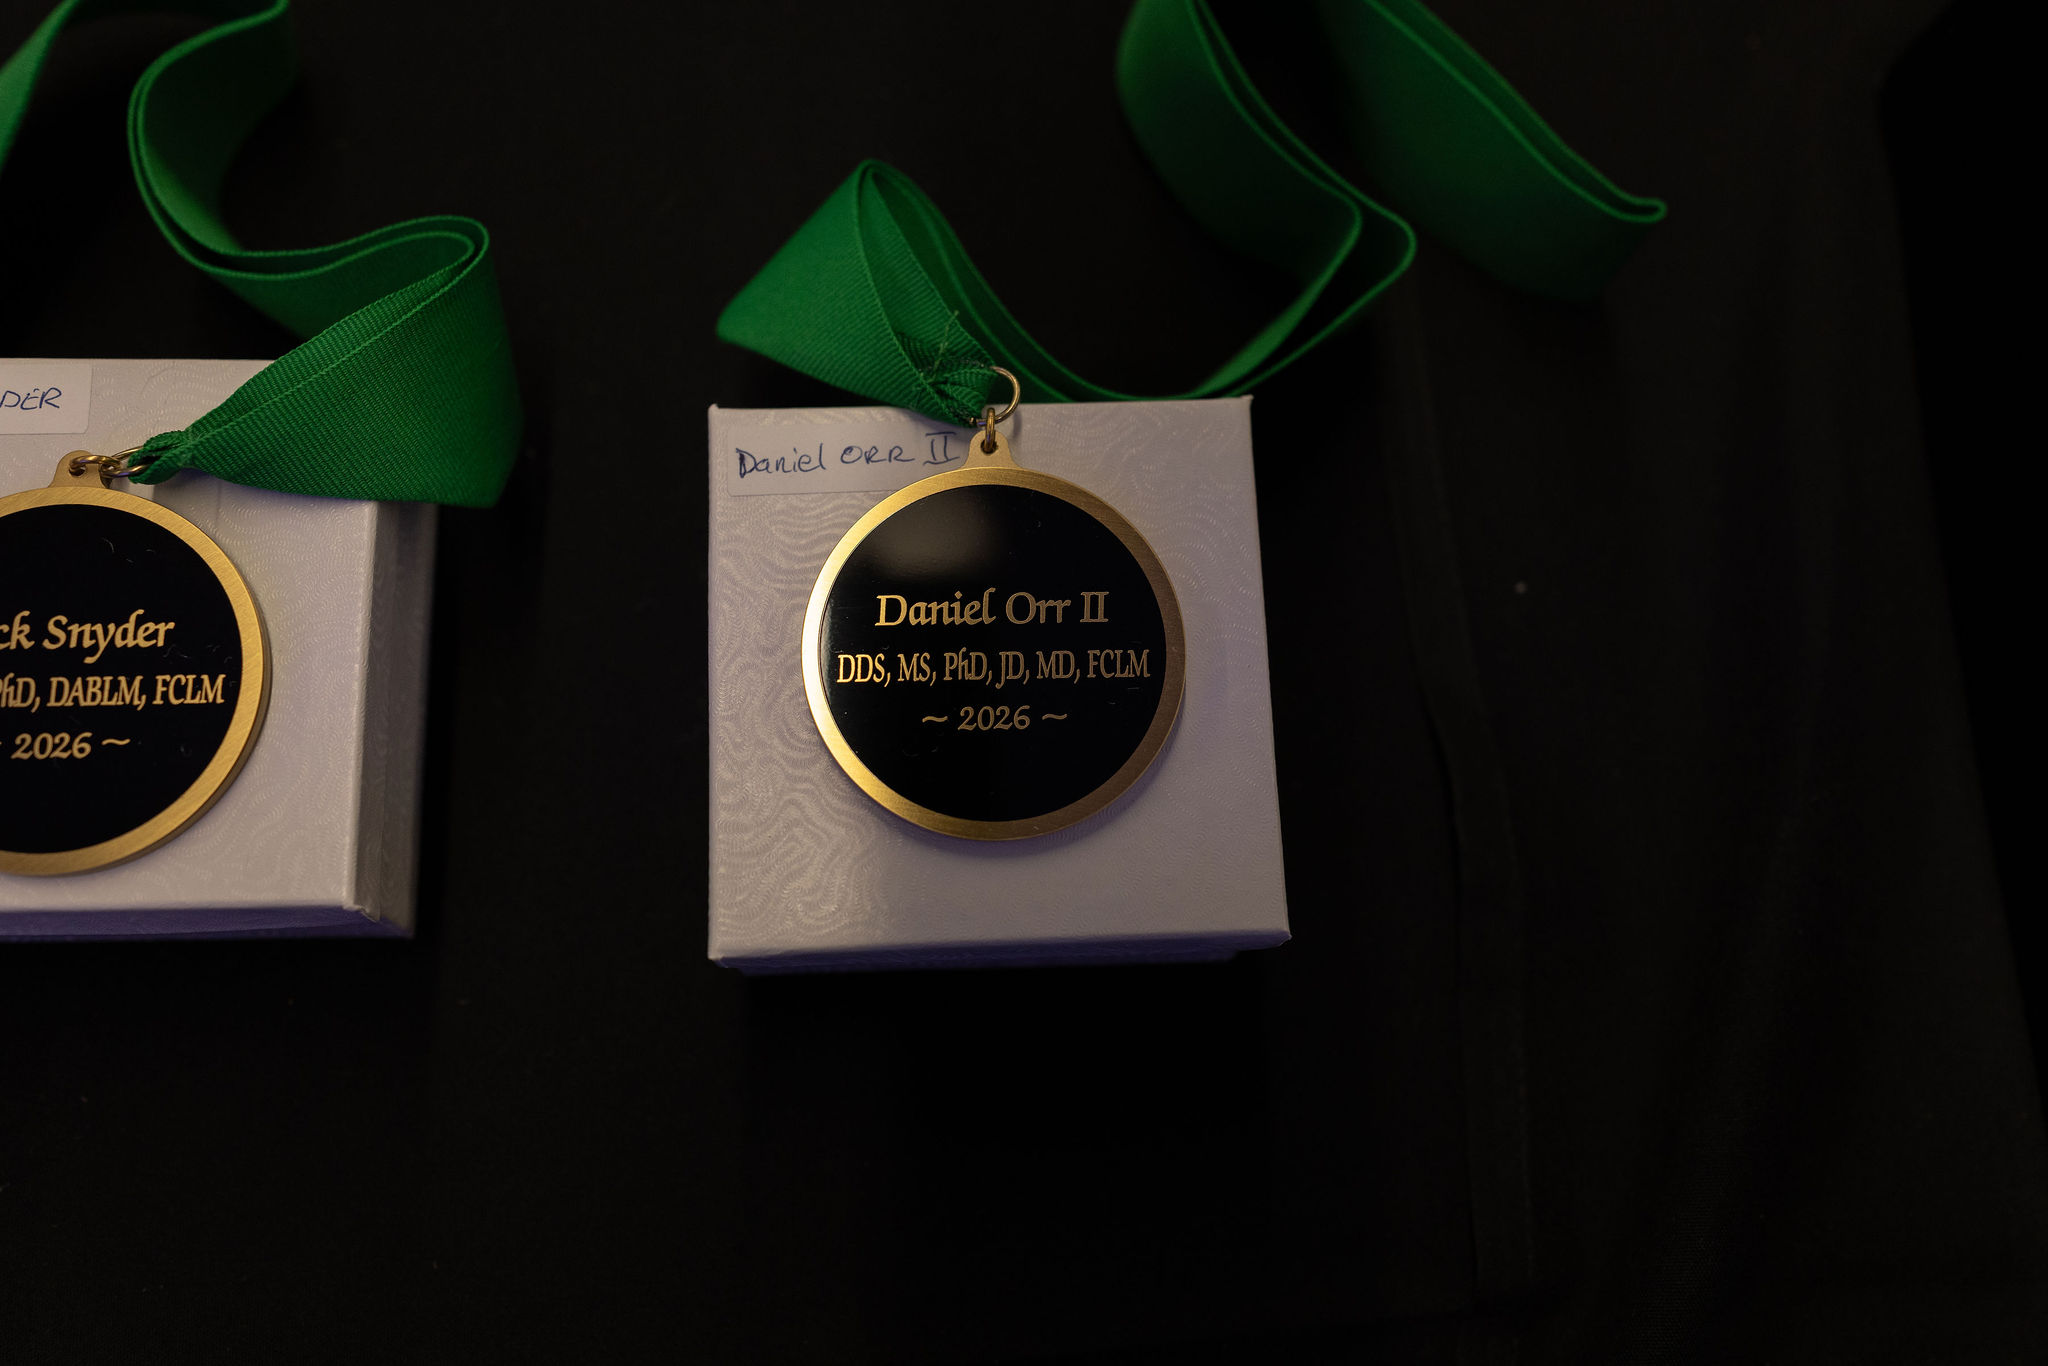 DER
ck Snyder
PhD, DABLM, FCLM
2026 ~
Daniel ORR II
Daniel Orr II
DDS, MS, PhD, JD, MD, FCLM
~ 2026 ~